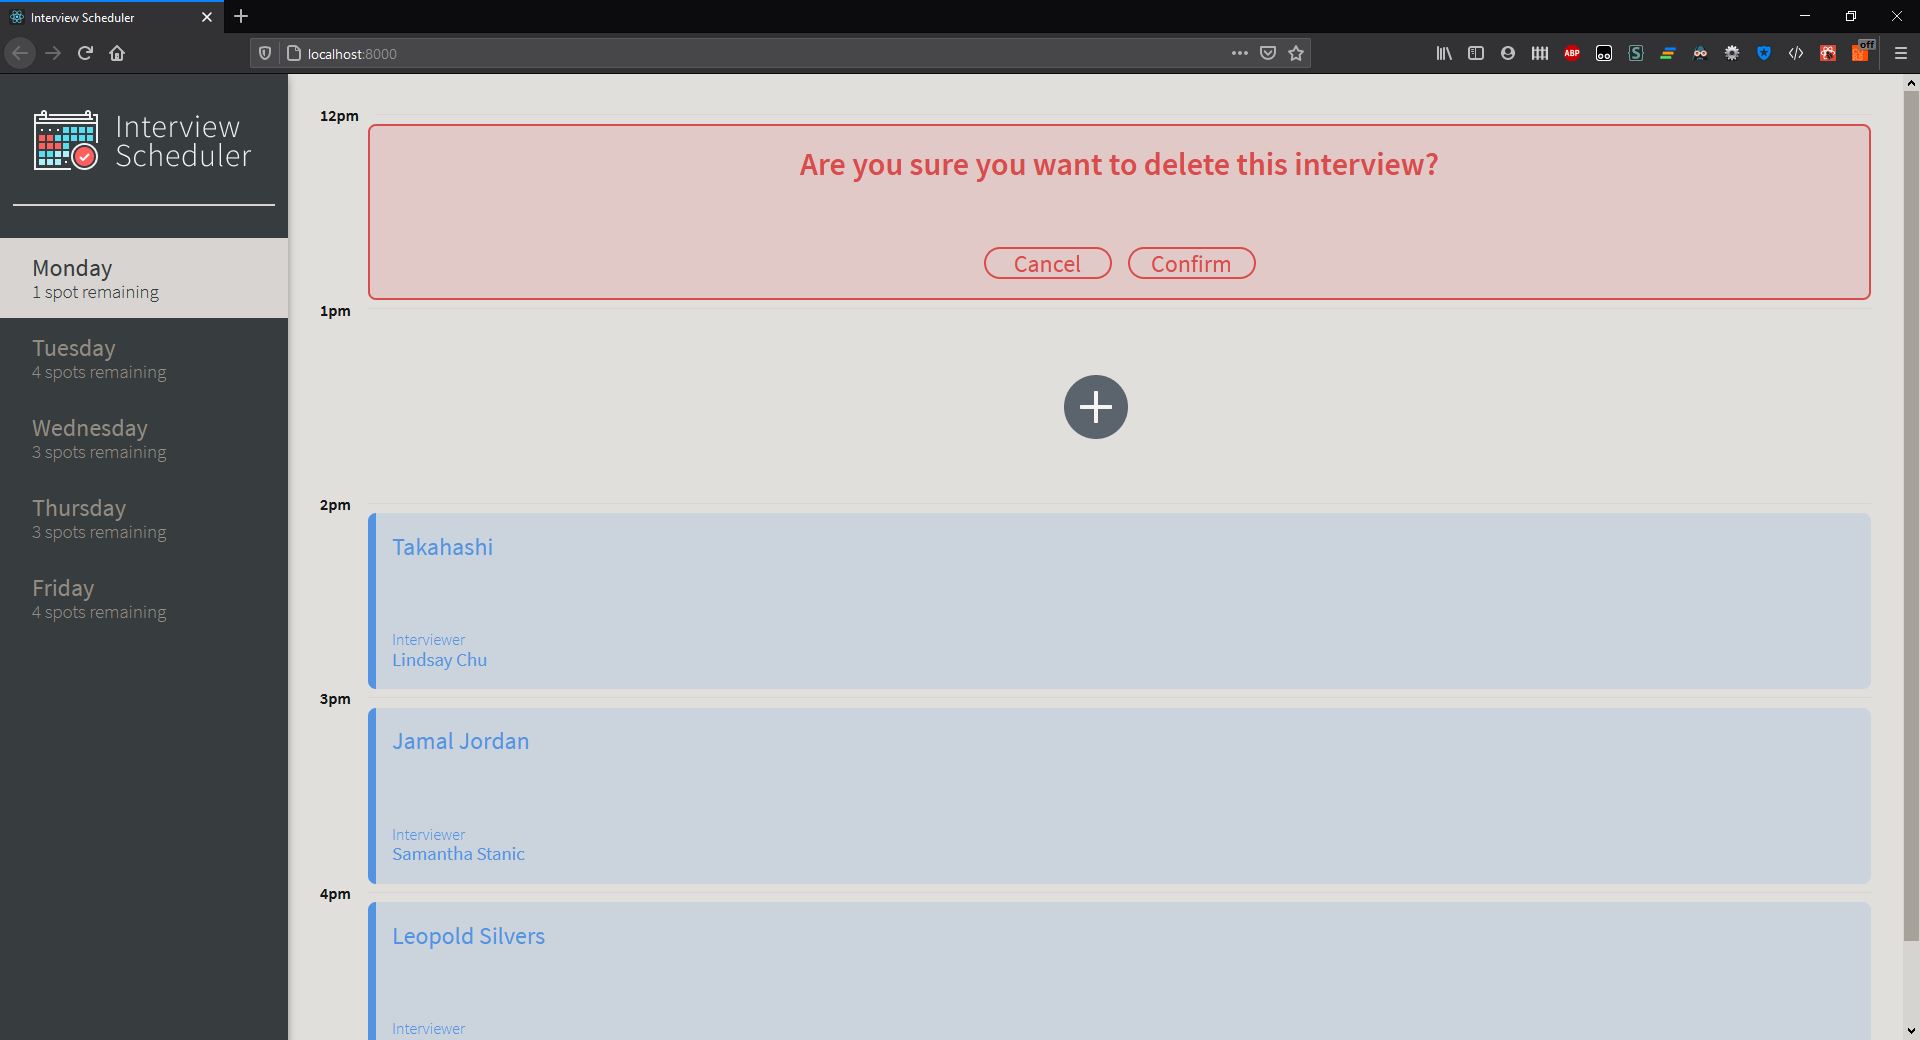 Interview Scheduler
localhost:8000
ABP
S
off
Interview
Scheduler
Monday
1 spot remaining
Tuesday
4 spots remaining
Wednesday
3 spots remaining
Thursday
3 spots remaining
Friday
4 spots remaining
12pm
Are you sure you want to delete this interview?
Cancel Confirm
1pm
2pm
Takahashi
Interviewer
Lindsay Chu
3pm
Jamal Jordan
Interviewer
Samantha Stanic
4pm
Leopold Silvers
Interviewer